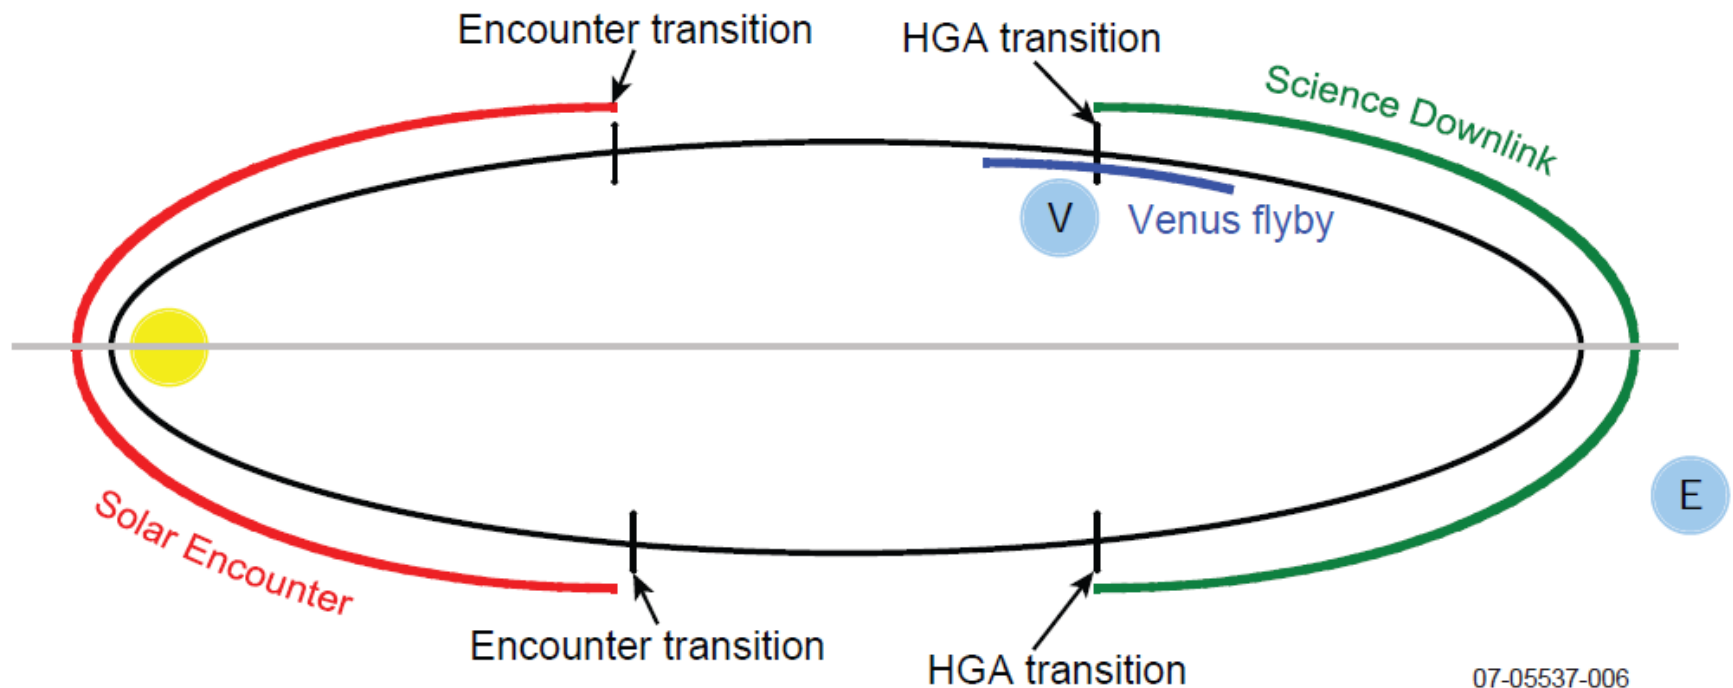 Encounter transition
HGA transition
Science Downlink
V
Venus flyby
E
Solar Encounter
Encounter transition
HGA transition
07-05537-006